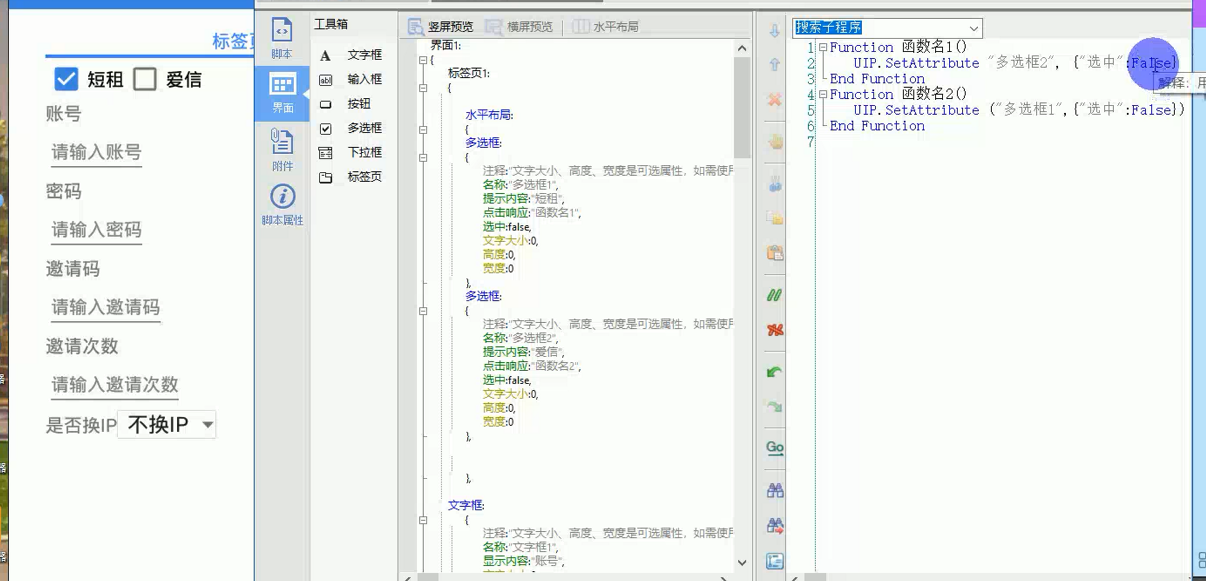 标签页
短租
爱信
账号
请输入账号
密码
请输入密码
邀请码
请输入邀请码
邀请次数
请输入邀请次数
是否换IP
不换IP
脚本
界面
附件
脚本属性
工具箱
文字框
输入框
按钮
多选框
下拉框
标签页
竖屏预览
横屏预览
水平布局
界面1:
{
标签页1:
{
水平布局:
{
多选框:
{
注释:"文字大小、高度、宽度是可选属性，如需使用
名称:"多选框1",
提示内容:"短租",
点击响应:"函数名1",
选中:false,
文字大小:0,
高度:0,
宽度:0
},
多选框:
{
注释:"文字大小、高度、宽度是可选属性，如需使用
名称:"多选框2",
提示内容:"爱信",
点击响应:"函数名2",
选中:false,
文字大小:0,
高度:0,
宽度:0
},
},
文字框:
{
注释:"文字大小、高度、宽度是可选属性，如需使用
名称:"文字框1",
显示内容:"账号",
搜索子程序
1 Function 函数名1()
2 UIP.SetAttribute "多选框2", {"选中":False}
3 End Function
4 Function 函数名2()
5 UIP.SetAttribute ("多选框1",{"选中":False})
6 End Function
7
解释: 用
Go